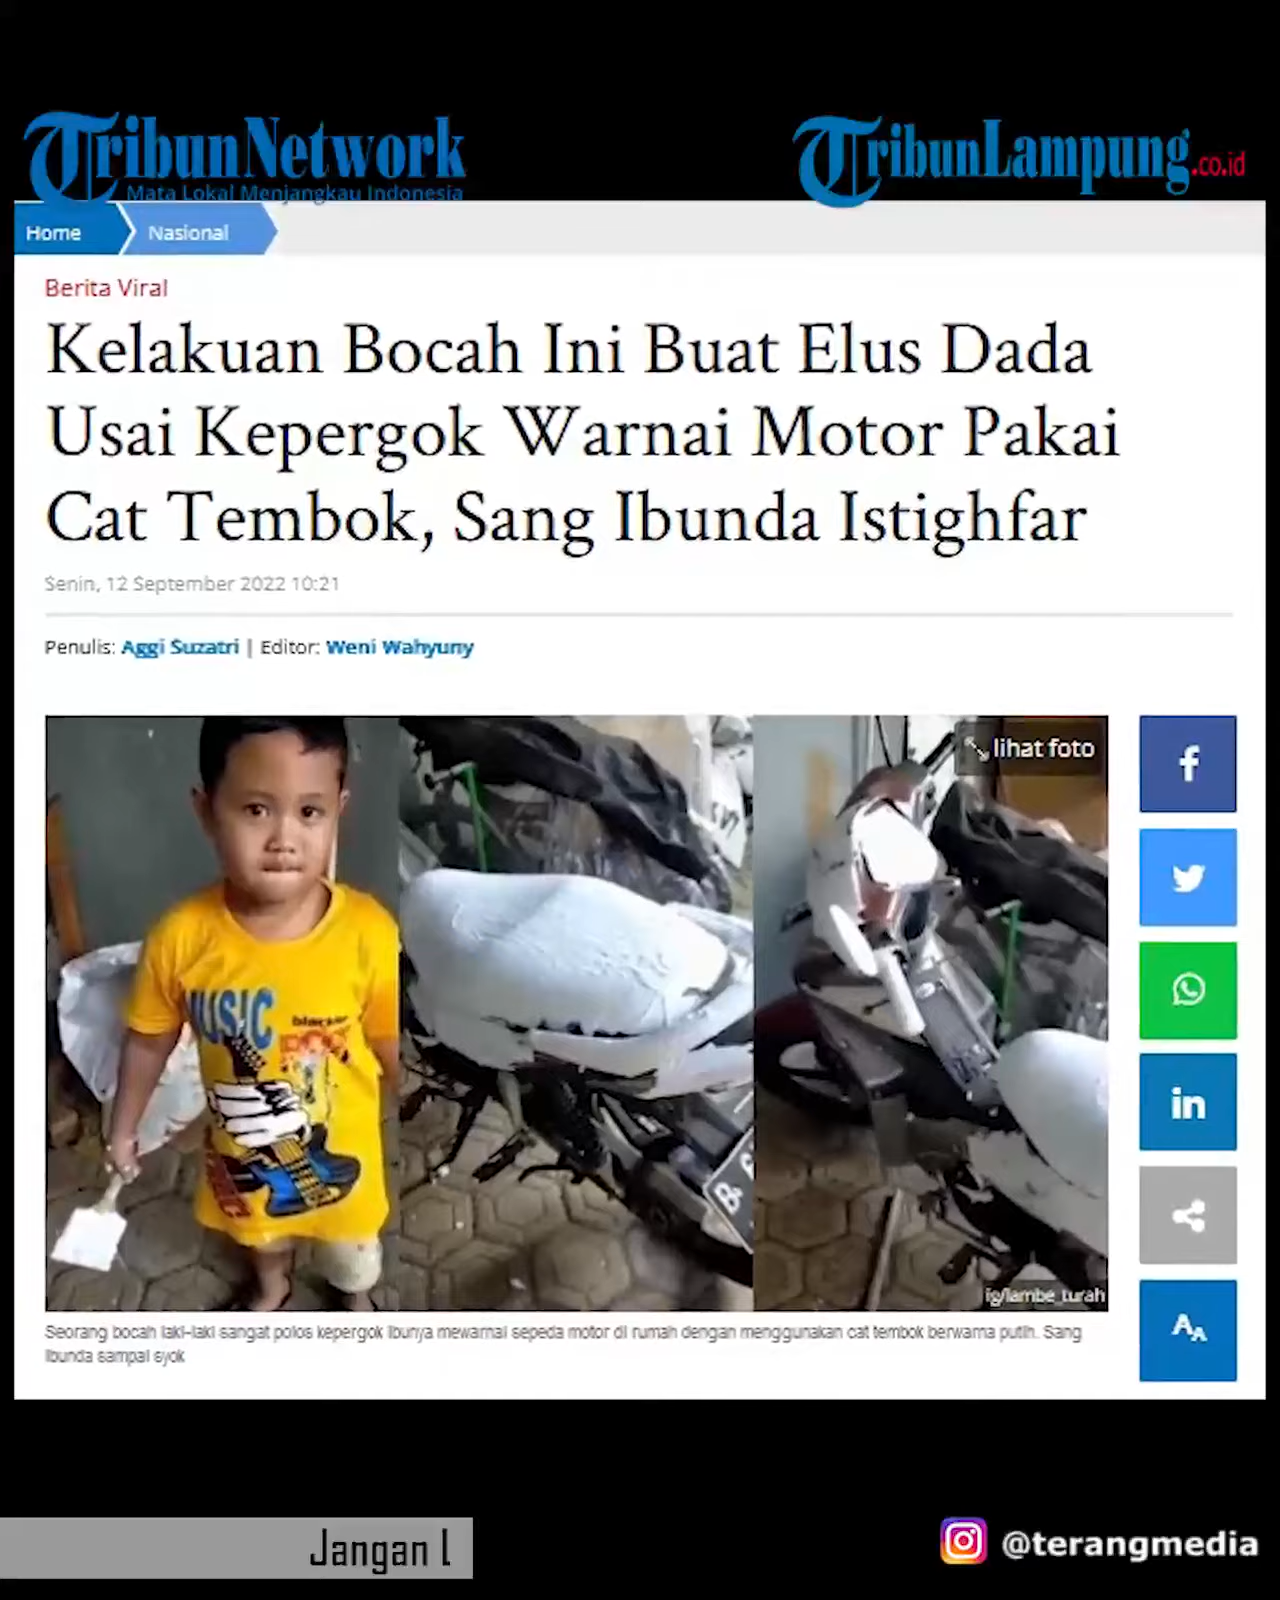 TribunNetwork
Mata Lokal Menjangkau Indonesia
TribunLampung.co.id
Home
Nasional
Berita Viral
Kelakuan Bocah Ini Buat Elus Dada
Usai Kepergok Warnai Motor Pakai
Cat Tembok, Sang Ibunda Istighfar
Senin, 12 September 2022 10:21
Penulis: Aggi Suzatri | Editor: Weni Wahyuny
lihat foto
MUSIC
ig/lambe_turah
Seorang bocah laki-laki sangat polos kepergok ibunya mewarnai sepeda motor di rumah dengan menggunakan cat tembok berwarna putih. Sang
Ibunda sampai syok
f
in
AA
Jangan l
@terangmedia